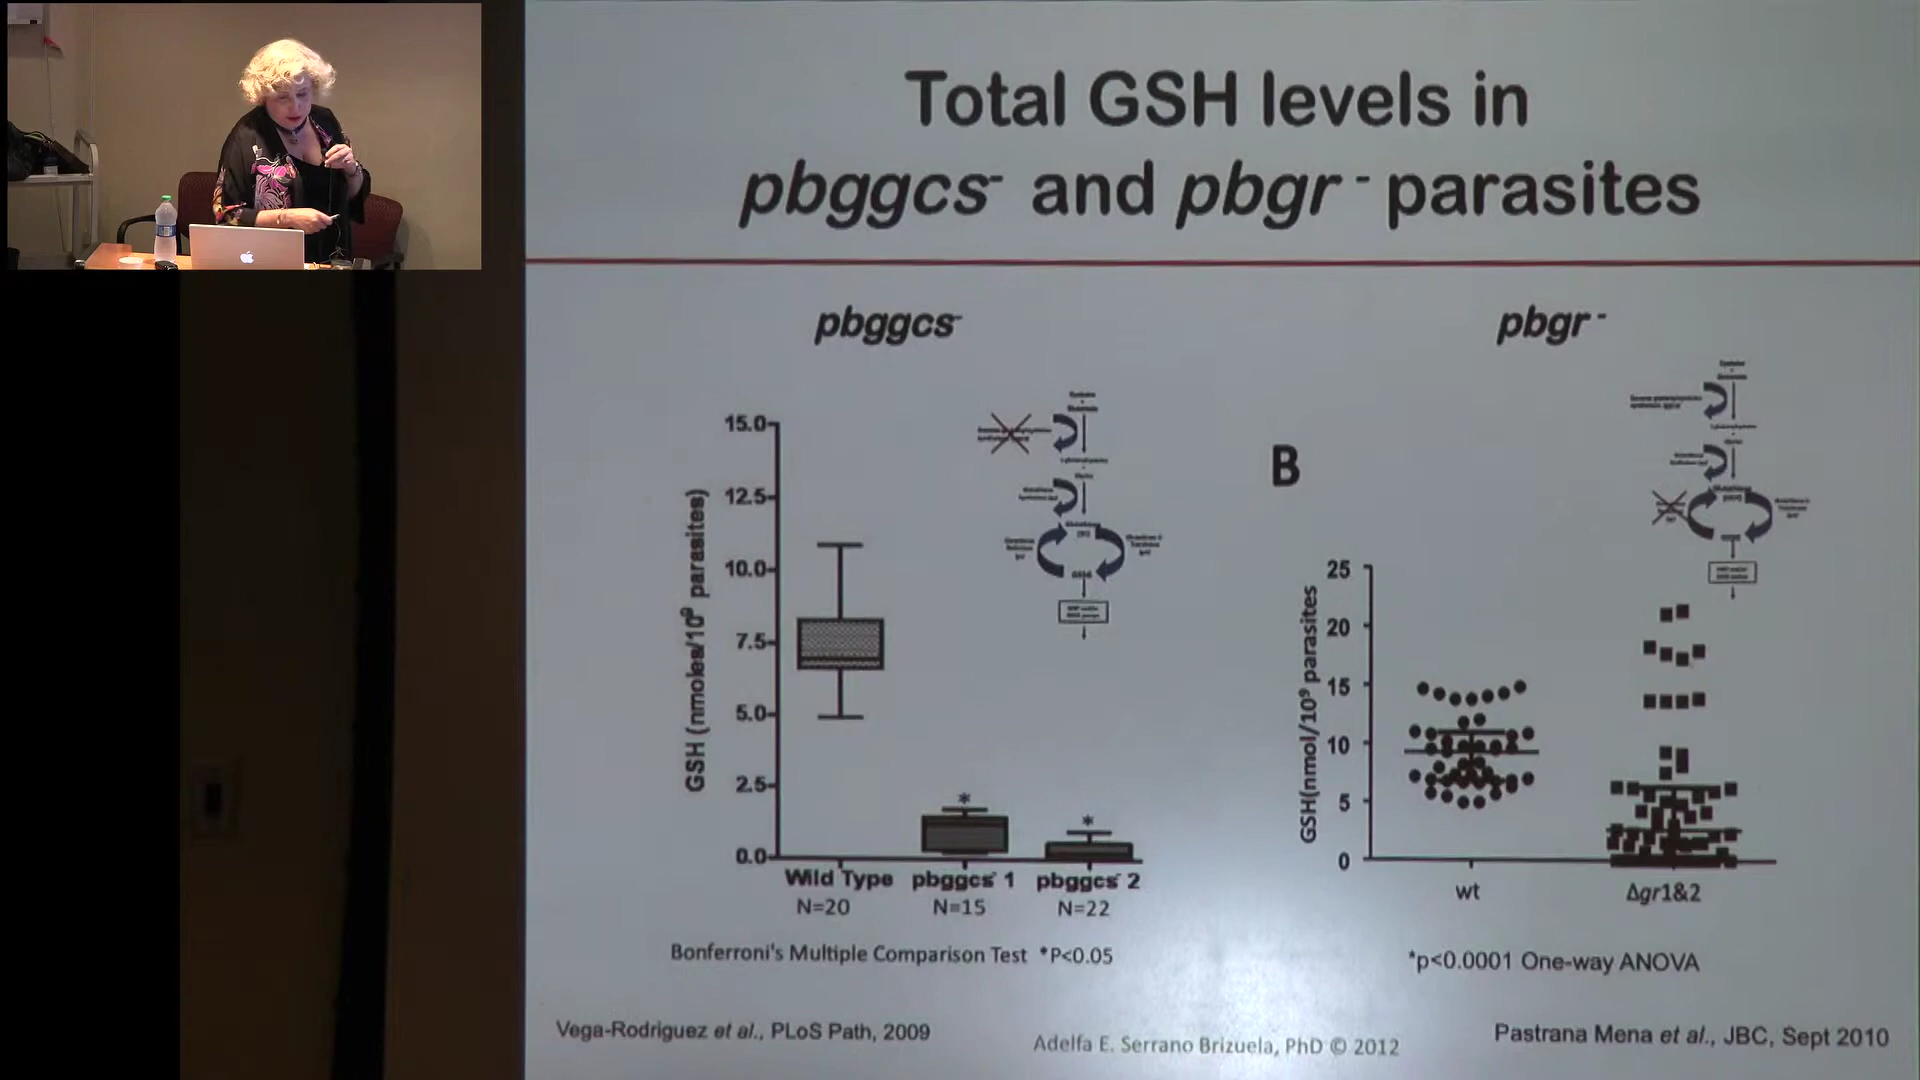 Total GSH levels in
pbggcs- and pbgr - parasites
pbggcs-
pbgr -
15.0
12.5
10.0
7.5
5.0
2.5
0.0
GSH (nmoles/10⁹ parasites)
*
*
Wild Type
pbggcs- 1
pbggcs- 2
N=20
N=15
N=22
Bonferroni's Multiple Comparison Test *P<0.05
B
25
20
15
10
5
0
GSH(nmol/10⁹ parasites
wt
Δgr1&2
*p<0.0001 One-way ANOVA
Vega-Rodriguez et al., PLoS Path, 2009
Adelfa E. Serrano Brizuela, PhD © 2012
Pastrana Mena et al., JBC, Sept 2010